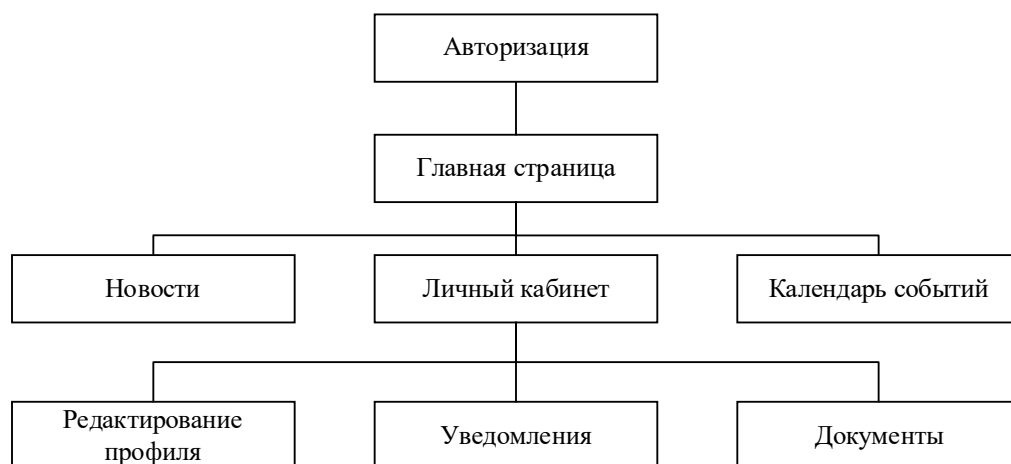 Авторизация
Главная страница
Новости
Личный кабинет
Календарь событий
Редактирование
профиля
Уведомления
Документы